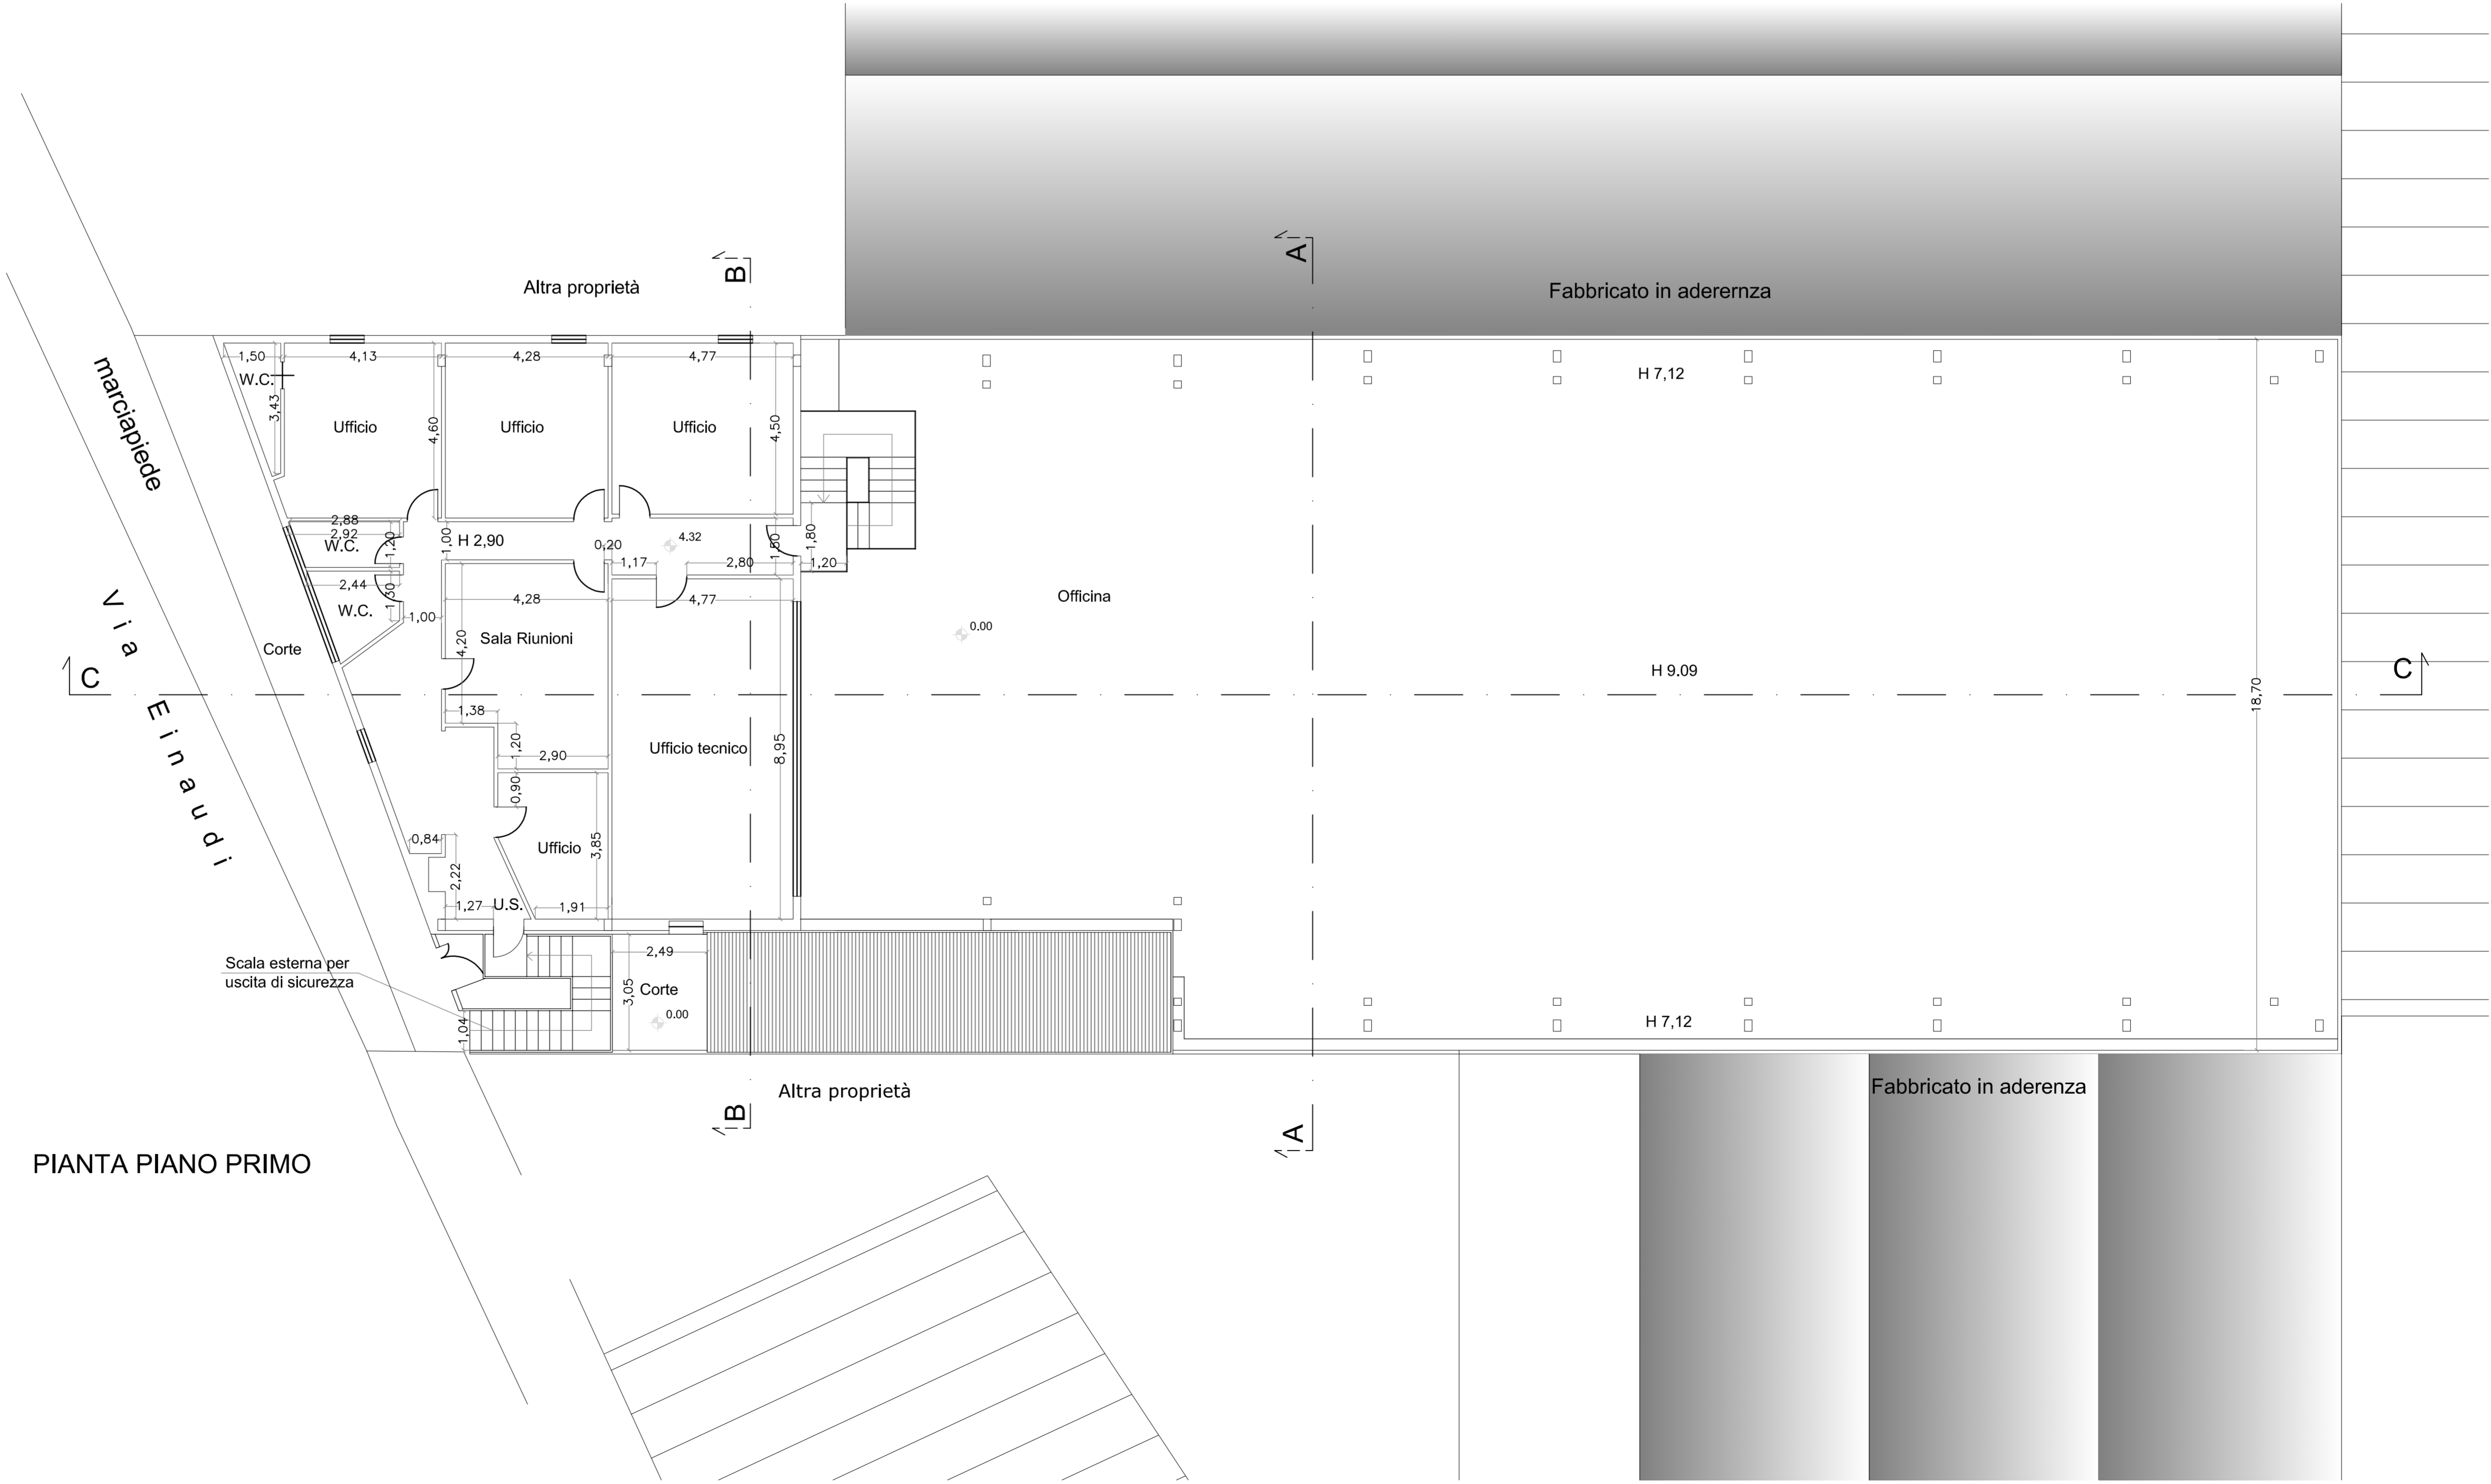 B
A
Altra proprietà
Fabbricato in aderernza
marciapiede
1,50
4,13
4,28
4,77
W.C.
H 7,12
3,43
Ufficio
4,60
Ufficio
Ufficio
4,50
2,88
2,92
W.C.
1,20
1,00
H 2,90
0,20
4.32
1,50
1,80
1,17
2,80
1,20
2,44
1,30
W.C.
1,00
4,28
4,77
Officina
0.00
Via Einaudi
Corte
4,20
Sala Riunioni
C
H 9.09
C
18,70
1,38
1,20
2,90
Ufficio tecnico
8,95
0,90
0,84
Ufficio
3,85
2,22
1,27
U.S.
1,91
2,49
Scala esterna per
uscita di sicurezza
3,05
Corte
0.00
1,04
H 7,12
Altra proprietà
Fabbricato in aderenza
B
A
PIANTA PIANO PRIMO